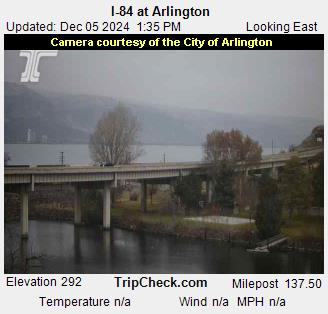 I-84 at Arlington
Updated: Dec 05 2024 1:35 PM Looking East
Camera courtesy of the City of Arlington
Elevation 292 TripCheck.com Milepost 137.50
Temperature n/a Wind n/a MPH n/a